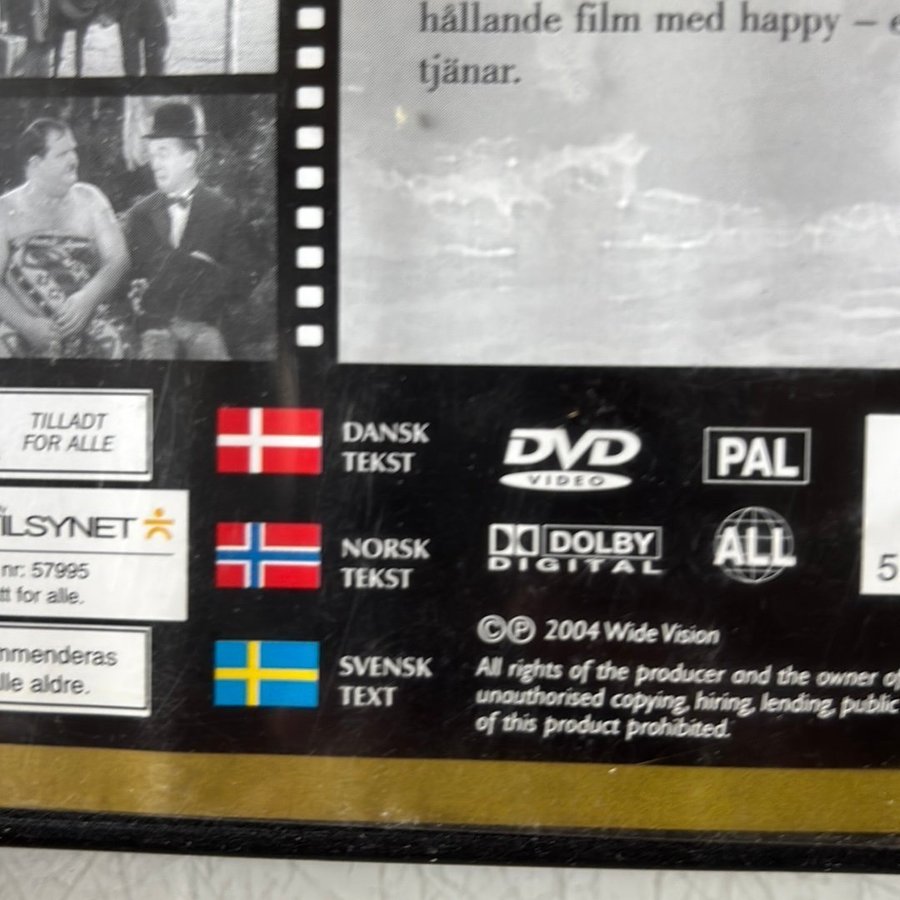 hållande film med happy –
tjänar.
TILLADT
FOR ALLE
ILSYNET
nr: 57995
tt for alle.
mmenderas
lle aldre.
DANSK
TEKST
NORSK
TEKST
SVENSK
TEXT
DVD
VIDEO
PAL
DOLBY
DIGITAL
ALL
©℗ 2004 Wide Vision
All rights of the producer and the owner of
unauthorised copying, hiring, lending, public
of this product prohibited.
5